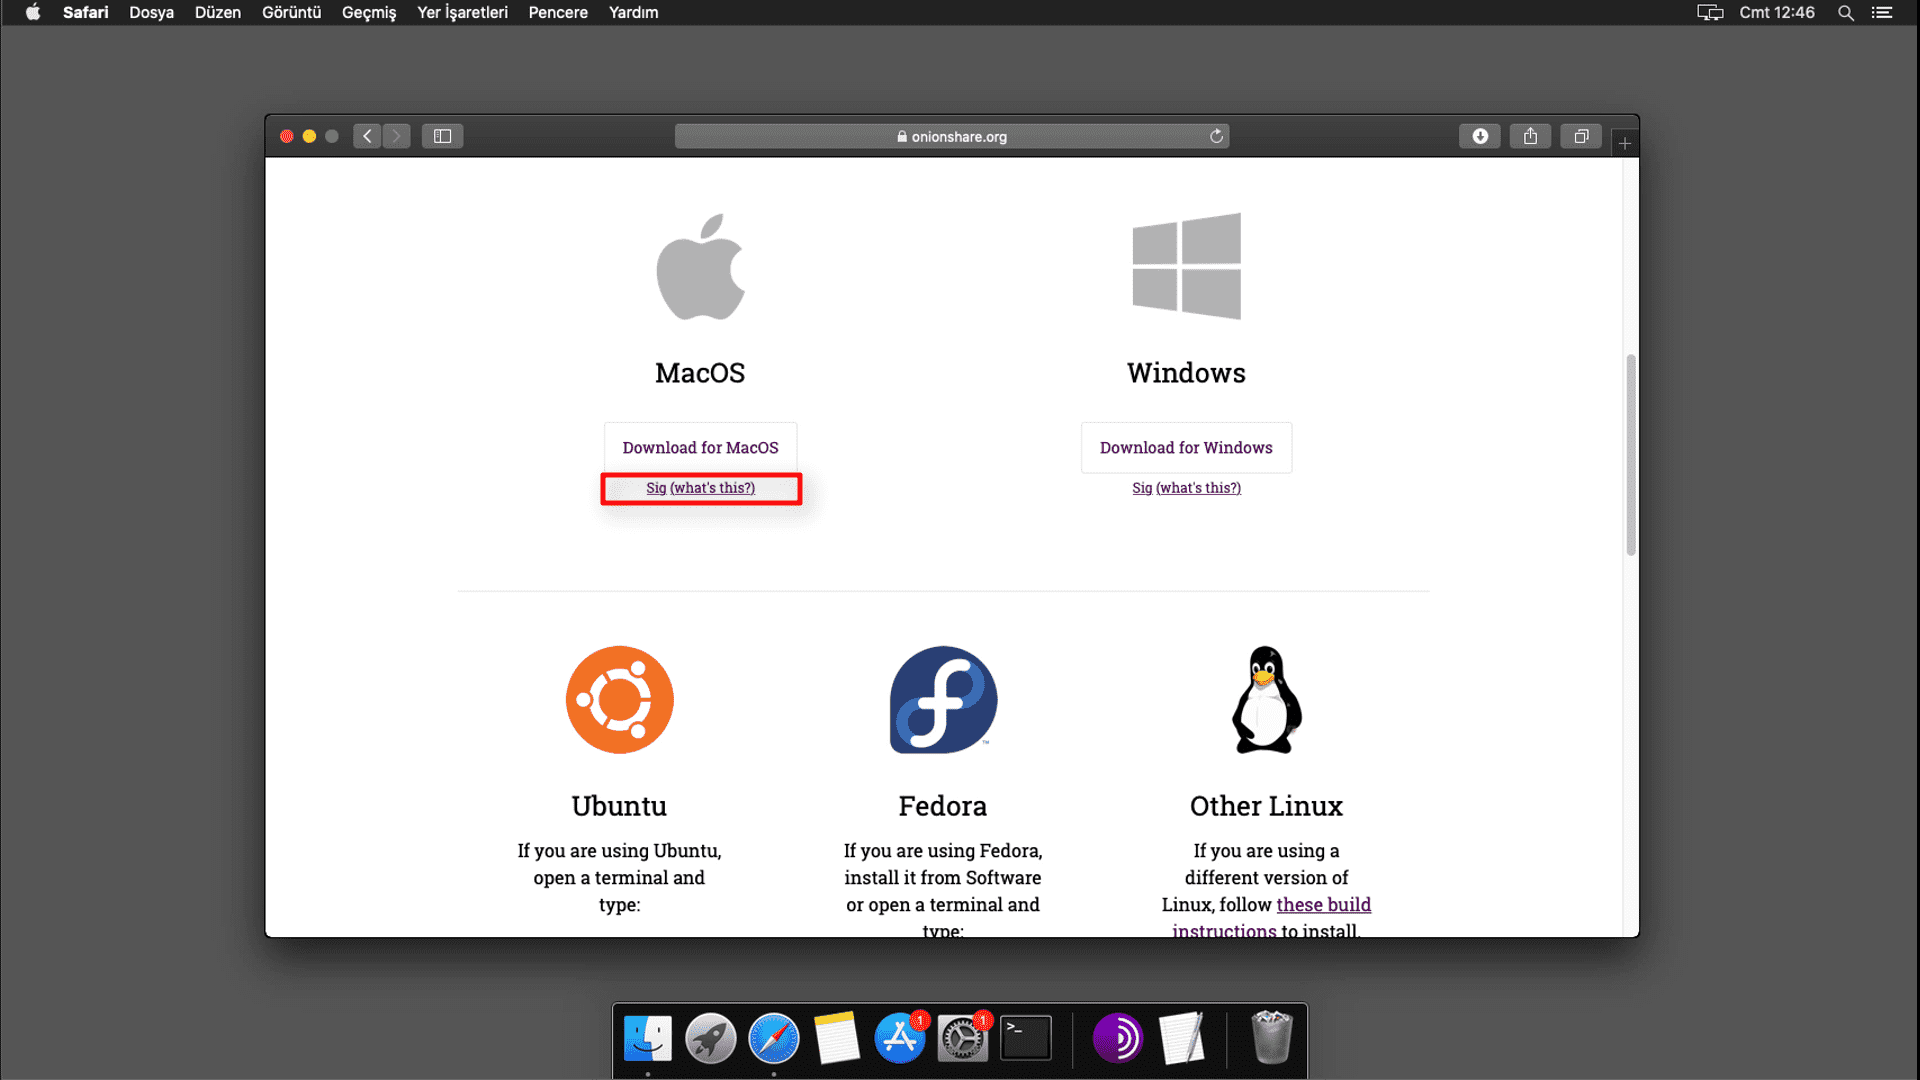 Safari Dosya Düzen Görüntü Geçmiş Yer İşaretleri Pencere Yardım Cmt 12:46
onionshare.org
MacOS
Windows
Download for MacOS
Download for Windows
Sig (what's this?)
Sig (what's this?)
Ubuntu
Fedora
Other Linux
If you are using Ubuntu,
open a terminal and
type:
If you are using Fedora,
install it from Software
or open a terminal and
type:
If you are using a
different version of
Linux, follow these build
instructions to install.
1
1
>_